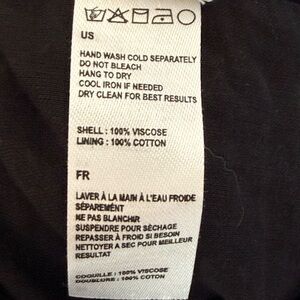 US
HAND WASH COLD SEPARATELY
DO NOT BLEACH
HANG TO DRY
COOL IRON IF NEEDED
DRY CLEAN FOR BEST RESULTS
SHELL : 100% VISCOSE
LINING : 100% COTTON
FR
LAVER À LA MAIN À L'EAU FROIDE
SÉPAREMENT
NE PAS BLANCHIR
SUSPENDRE POUR SÉCHAGE
REPASSER À FROID SI BESOIN
NETTOYER A SEC POUR MEILLEUR
RESULTAT
COQUILLE : 100% VISCOSE
DOUBLURE : 100% COTTON